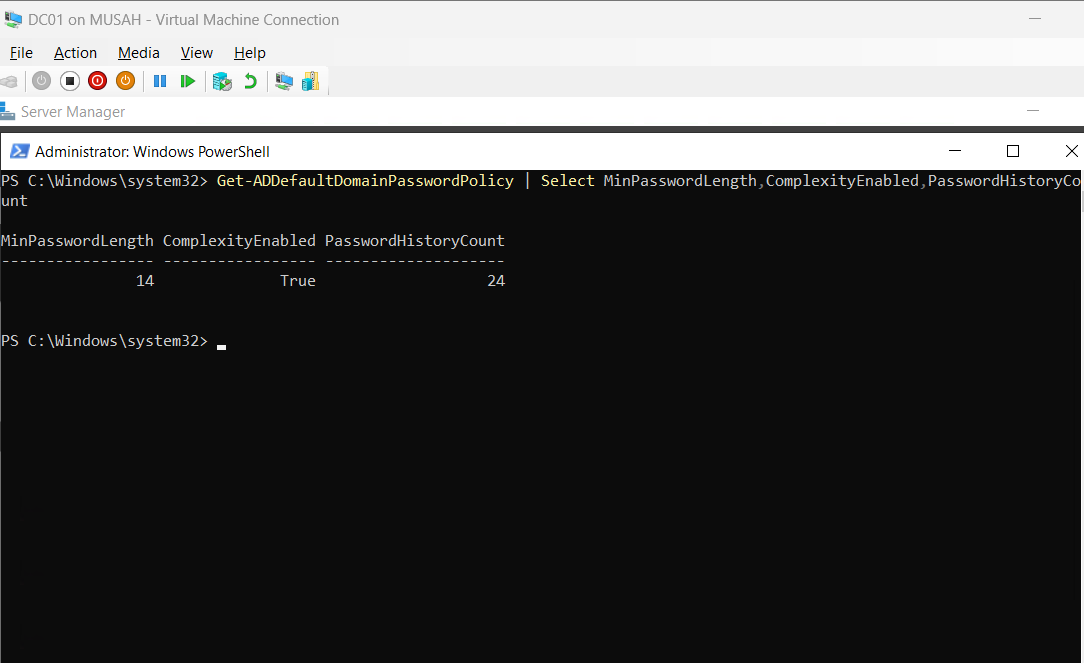 DC01 on MUSAH - Virtual Machine Connection
File Action Media View Help
Server Manager
Administrator: Windows PowerShell
PS C:\Windows\system32> Get-ADDefaultDomainPasswordPolicy | Select MinPasswordLength,ComplexityEnabled,PasswordHistoryCo
unt
MinPasswordLength ComplexityEnabled PasswordHistoryCount
----------------- ----------------- --------------------
14 True 24
PS C:\Windows\system32>